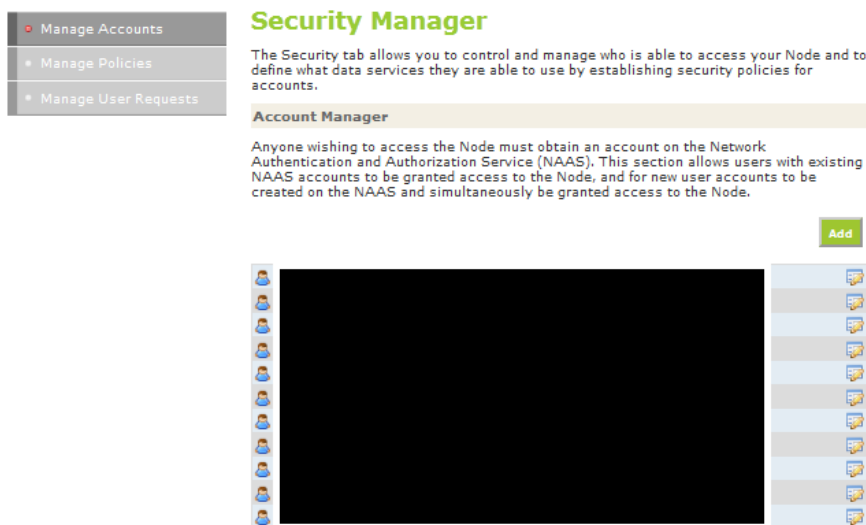 Manage Accounts
Manage Policies
Manage User Requests
Security Manager
The Security tab allows you to control and manage who is able to access your Node and to
define what data services they are able to use by establishing security policies for
accounts.
Account Manager
Anyone wishing to access the Node must obtain an account on the Network
Authentication and Authorization Service (NAAS). This section allows users with existing
NAAS accounts to be granted access to the Node, and for new user accounts to be
created on the NAAS and simultaneously be granted access to the Node.
Add